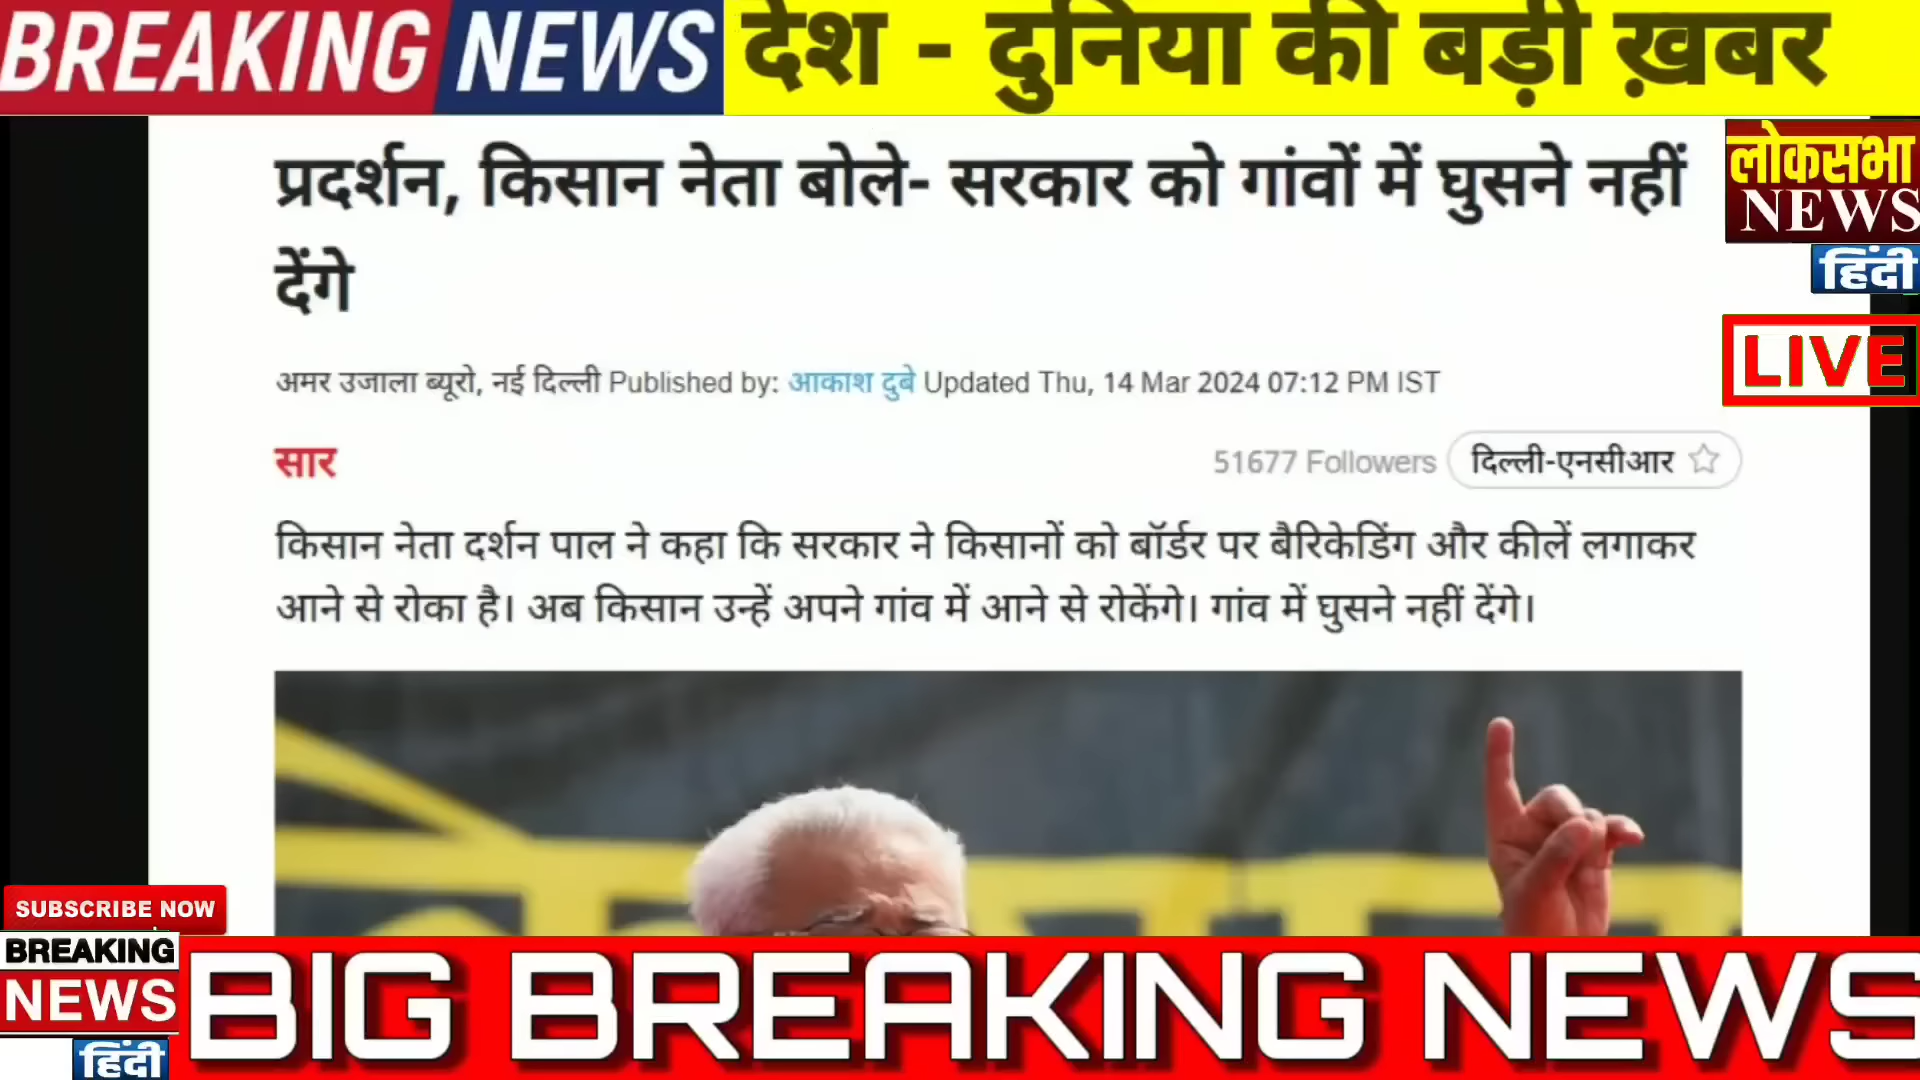 BREAKING NEWS देश - दुनिया की बड़ी ख़बर
प्रदर्शन, किसान नेता बोले- सरकार को गांवों में घुसने नहीं
देंगे
लोकसभा
NEWS
हिंदी
LIVE
अमर उजाला ब्यूरो, नई दिल्ली Published by: आकाश दुबे Updated Thu, 14 Mar 2024 07:12 PM IST
सार
51677 Followers दिल्ली-एनसीआर
किसान नेता दर्शन पाल ने कहा कि सरकार ने किसानों को बॉर्डर पर बैरिकेडिंग और कीलें लगाकर
आने से रोका है। अब किसान उन्हें अपने गांव में आने से रोकेंगे। गांव में घुसने नहीं देंगे।
SUBSCRIBE NOW
BREAKING
NEWS
हिंदी
BIG BREAKING NEWS